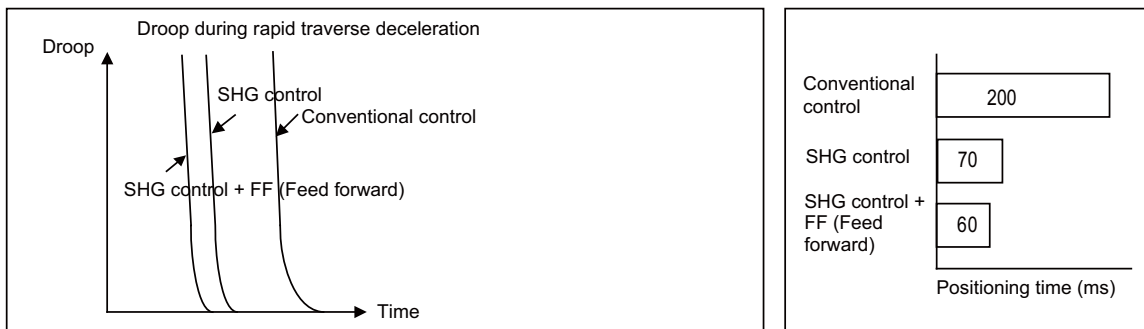 Droop during rapid traverse deceleration
Droop
SHG control
Conventional control
SHG control + FF (Feed forward)
Time
Conventional
control
200
SHG control
70
SHG control +
FF (Feed
forward)
60
Positioning time (ms)